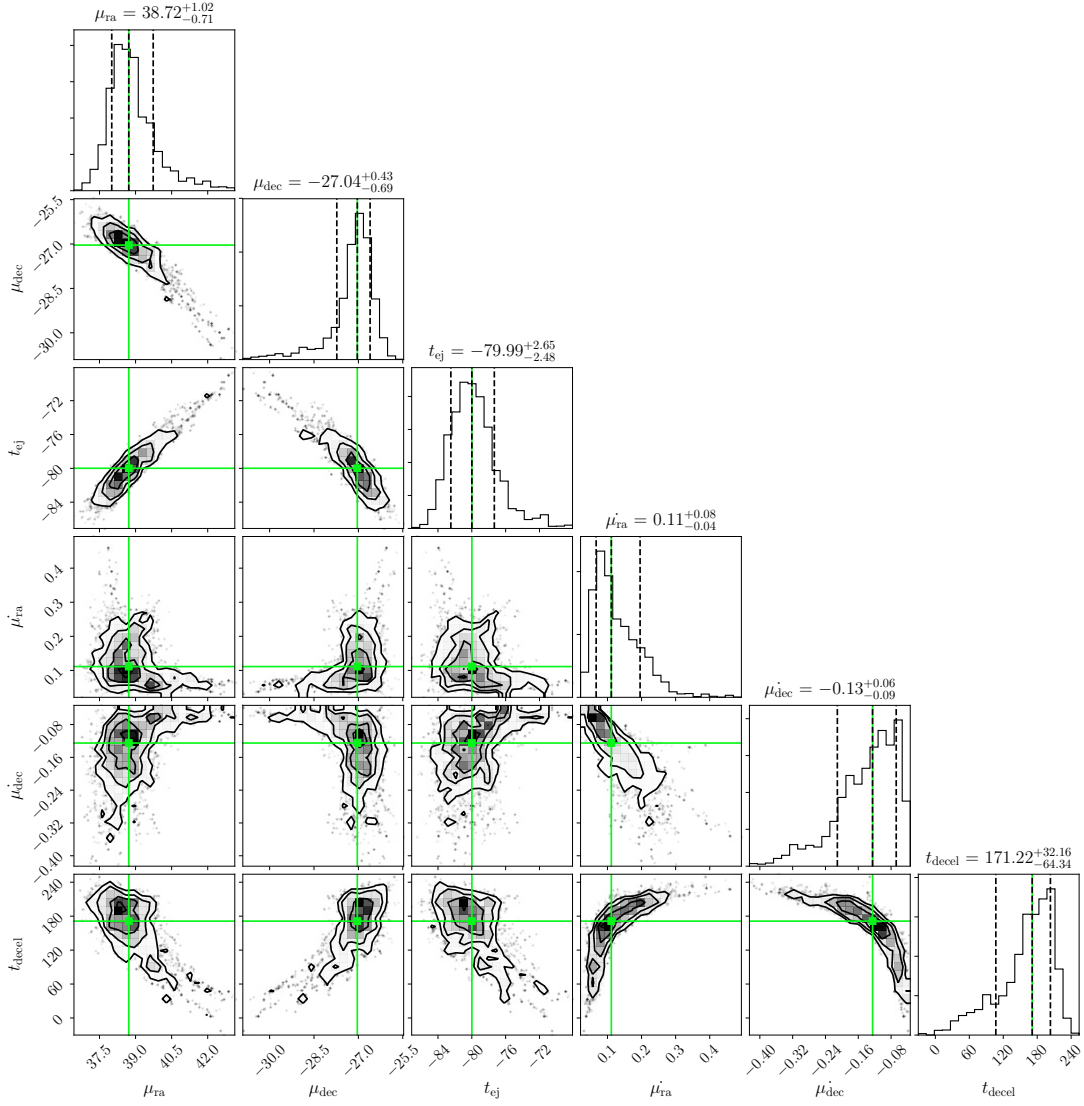 μ_ra = 38.72^{+1.02}_{−0.71}
μ_dec = −27.04^{+0.43}_{−0.69}
−25.5
−27.0
−28.5
−30.0
μ_dec
t_ej = −79.99^{+2.65}_{−2.48}
−72
−76
−80
−84
t_ej
μ̇_ra = 0.11^{+0.08}_{−0.04}
0.4
0.3
0.2
0.1
μ̇_ra
μ̇_dec = −0.13^{+0.06}_{−0.09}
−0.08
−0.16
−0.24
−0.32
−0.40
μ̇_dec
t_decel = 171.22^{+32.16}_{−64.34}
240
180
120
60
0
t_decel
37.5 39.0 40.5 42.0
−30.0 −28.5 −27.0 −25.5
−84 −80 −76 −72
0.1 0.2 0.3 0.4
−0.40 −0.32 −0.24 −0.16 −0.08
0 60 120 180 240
μ_ra μ_dec t_ej μ̇_ra μ̇_dec t_decel